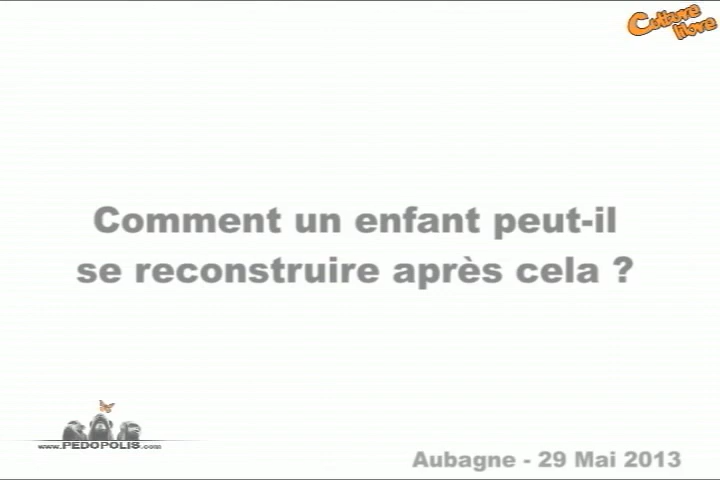 Culture
libre
Comment un enfant peut-il
se reconstruire après cela ?
www.PEDOPOLIS.com
Aubagne - 29 Mai 2013